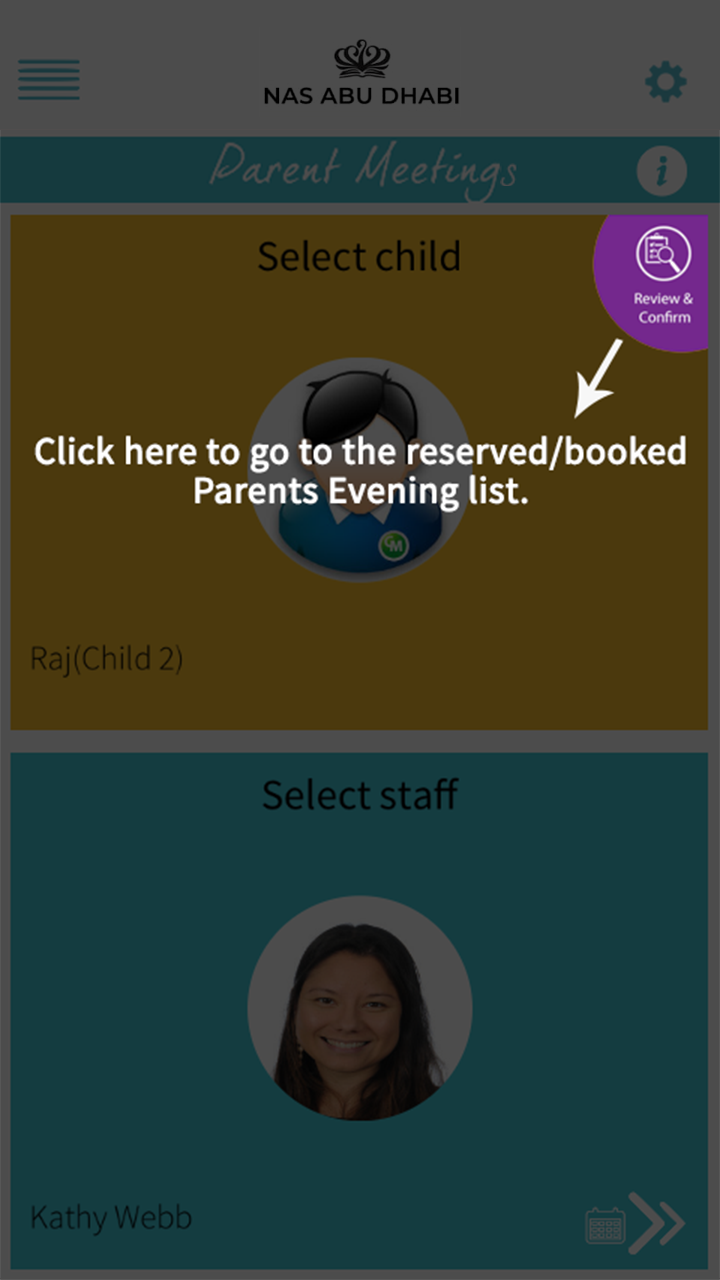 NAS ABU DHABI
Parent Meetings
i
Select child
Review &
Confirm
Click here to go to the reserved/booked
Parents Evening list.
CM
Raj(Child 2)
Select staff
Kathy Webb